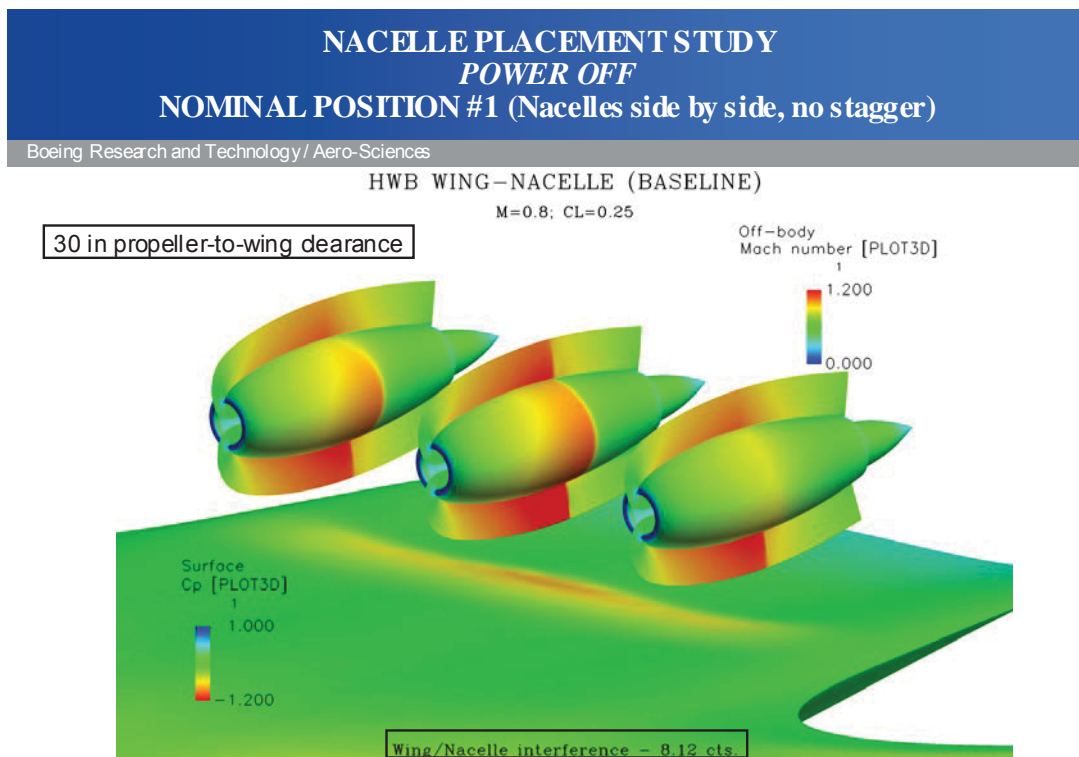 NACELLE PLACEMENT STUDY
POWER OFF
NOMINAL POSITION #1 (Nacelles side by side, no stagger)
Boeing Research and Technology / Aero-Sciences
HWB WING-NACELLE (BASELINE)
M=0.8; CL=0.25
30 in propeller-to-wing clearance
Off-body
Mach number [PLOT3D]
1
1.200
0.000
Surface
Cp [PLOT3D]
1
1.000
-1.200
Wing/Nacelle interference - 8.12 cts.